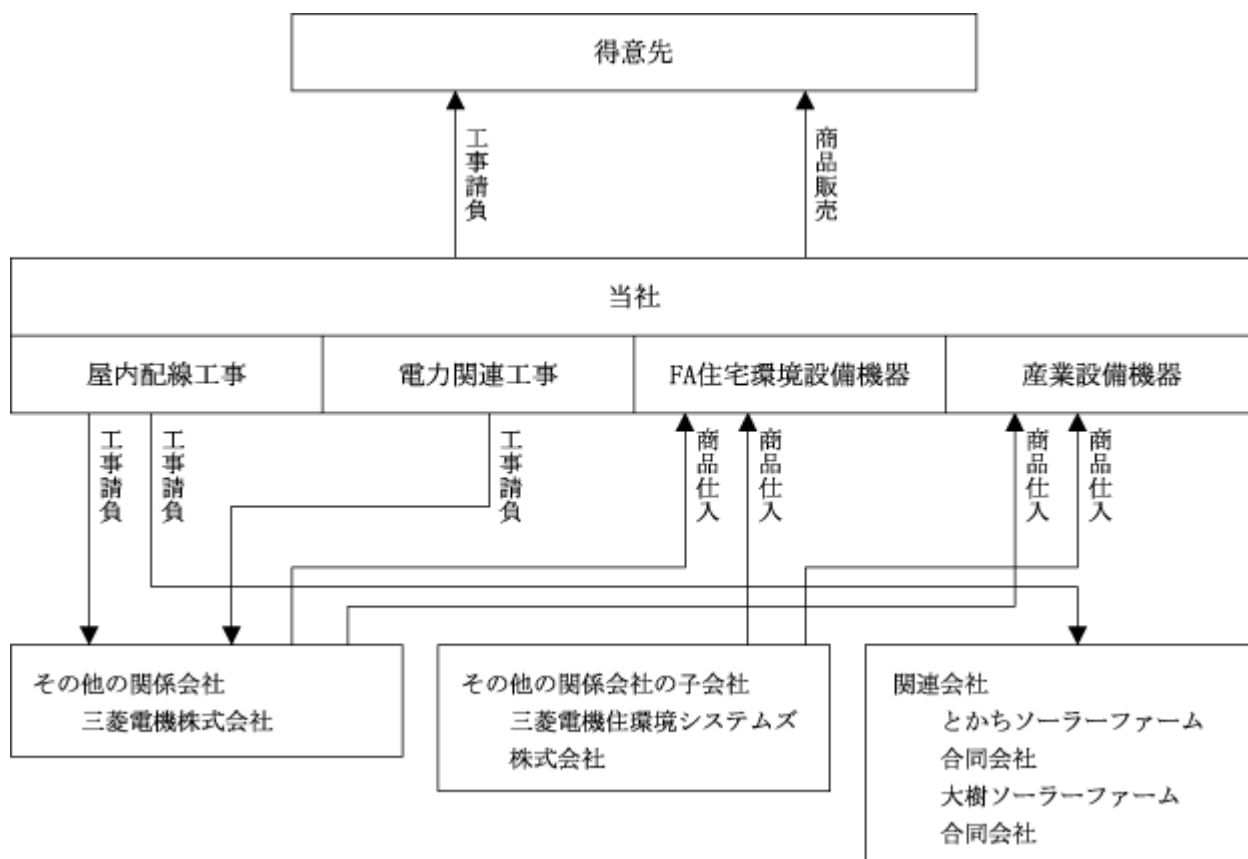 得意先
工事請負
商品販売
当社
屋内配線工事
電力関連工事
FA住宅環境設備機器
産業設備機器
工事請負
工事請負
工事請負
商品仕入
商品仕入
商品仕入
商品仕入
その他の関係会社
三菱電機株式会社
その他の関係会社の子会社
三菱電機住環境システムズ
株式会社
関連会社
とかちソーラーファーム
合同会社
大樹ソーラーファーム
合同会社